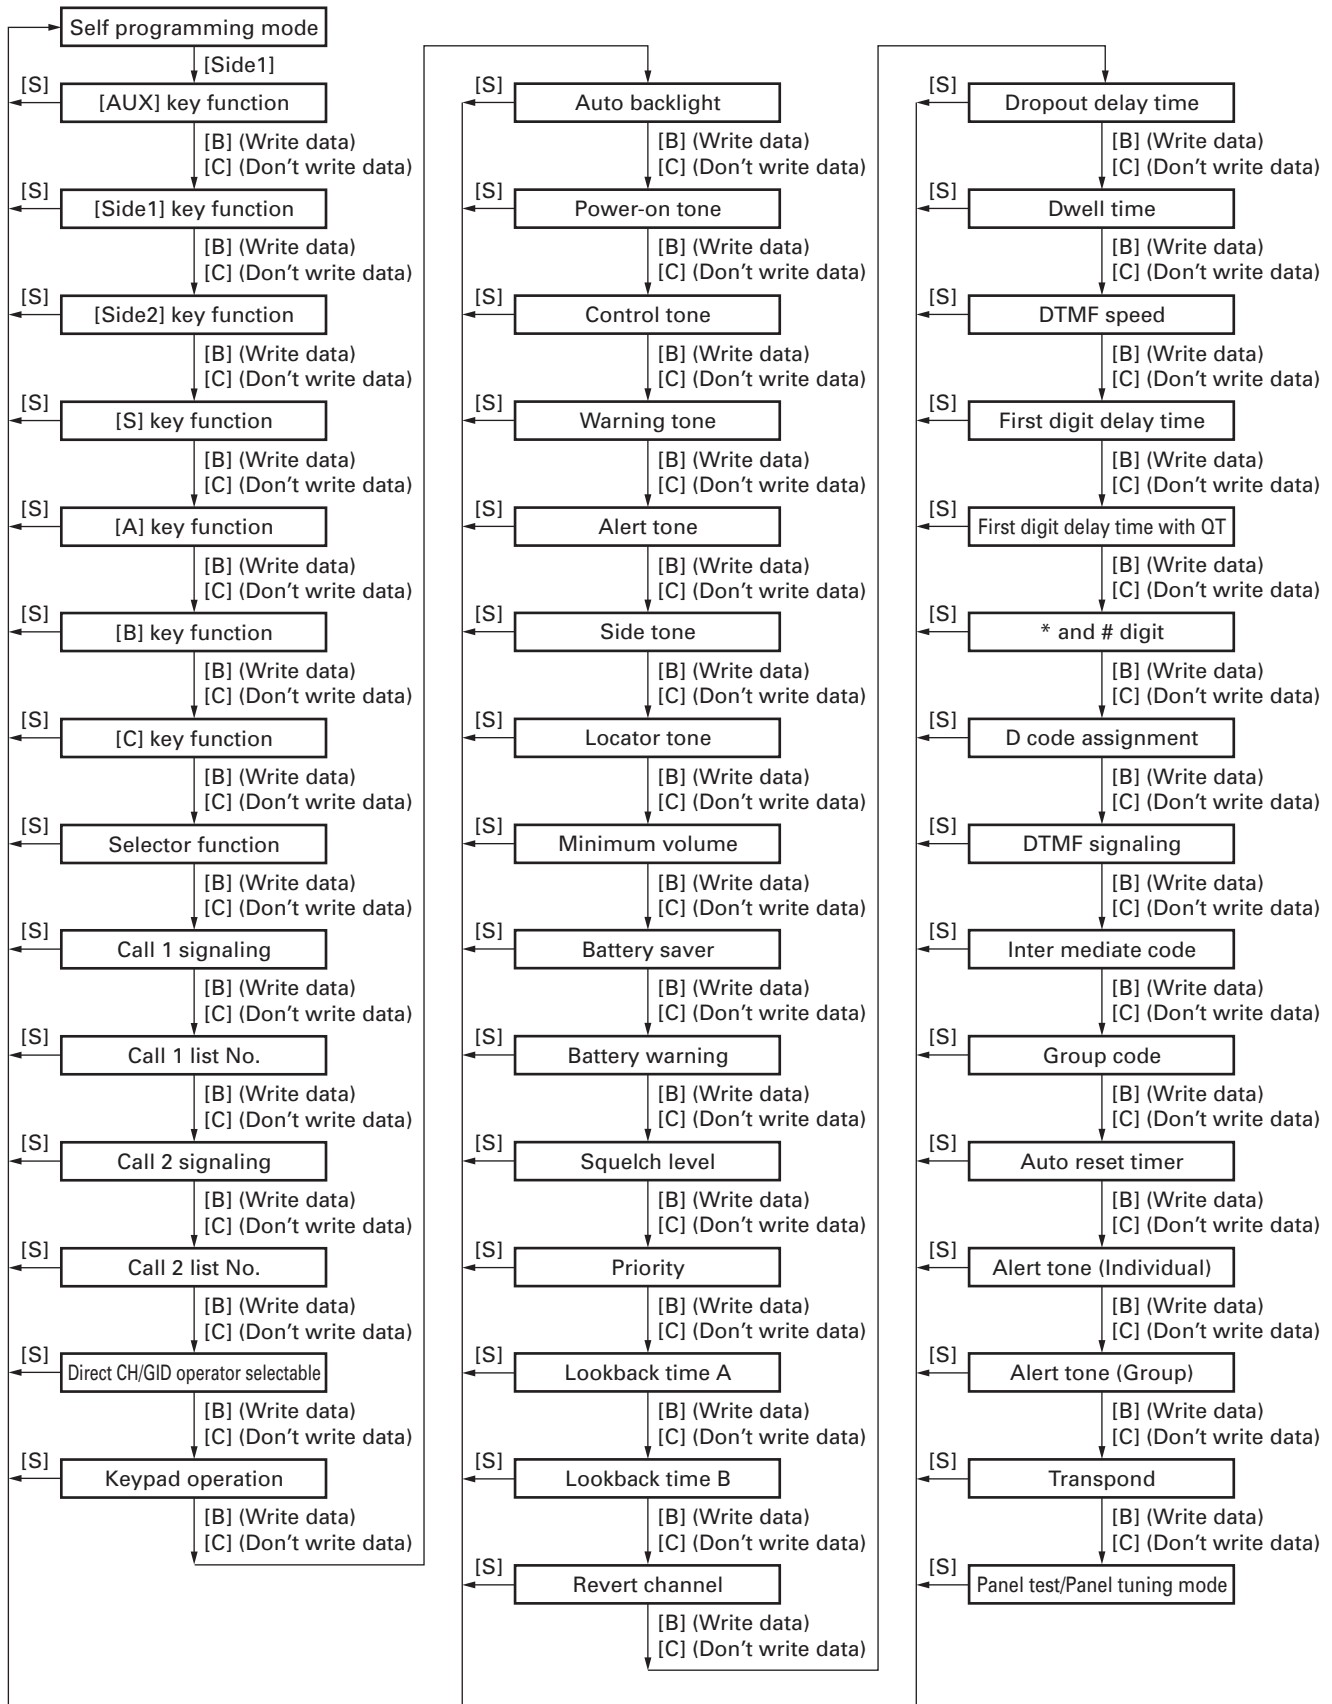 Self programming mode
[Side1]
[S]
[AUX] key function
[B] (Write data)
[C] (Don't write data)
[S]
[Side1] key function
[B] (Write data)
[C] (Don't write data)
[S]
[Side2] key function
[B] (Write data)
[C] (Don't write data)
[S]
[S] key function
[B] (Write data)
[C] (Don't write data)
[S]
[A] key function
[B] (Write data)
[C] (Don't write data)
[S]
[B] key function
[B] (Write data)
[C] (Don't write data)
[S]
[C] key function
[B] (Write data)
[C] (Don't write data)
[S]
Selector function
[B] (Write data)
[C] (Don't write data)
[S]
Call 1 signaling
[B] (Write data)
[C] (Don't write data)
[S]
Call 1 list No.
[B] (Write data)
[C] (Don't write data)
[S]
Call 2 signaling
[B] (Write data)
[C] (Don't write data)
[S]
Call 2 list No.
[B] (Write data)
[C] (Don't write data)
[S]
Direct CH/GID operator selectable
[B] (Write data)
[C] (Don't write data)
[S]
Keypad operation
[B] (Write data)
[C] (Don't write data)
[S]
Auto backlight
[B] (Write data)
[C] (Don't write data)
[S]
Power-on tone
[B] (Write data)
[C] (Don't write data)
[S]
Control tone
[B] (Write data)
[C] (Don't write data)
[S]
Warning tone
[B] (Write data)
[C] (Don't write data)
[S]
Alert tone
[B] (Write data)
[C] (Don't write data)
[S]
Side tone
[B] (Write data)
[C] (Don't write data)
[S]
Locator tone
[B] (Write data)
[C] (Don't write data)
[S]
Minimum volume
[B] (Write data)
[C] (Don't write data)
[S]
Battery saver
[B] (Write data)
[C] (Don't write data)
[S]
Battery warning
[B] (Write data)
[C] (Don't write data)
[S]
Squelch level
[B] (Write data)
[C] (Don't write data)
[S]
Priority
[B] (Write data)
[C] (Don't write data)
[S]
Lookback time A
[B] (Write data)
[C] (Don't write data)
[S]
Lookback time B
[B] (Write data)
[C] (Don't write data)
[S]
Revert channel
[B] (Write data)
[C] (Don't write data)
[S]
Dropout delay time
[B] (Write data)
[C] (Don't write data)
[S]
Dwell time
[B] (Write data)
[C] (Don't write data)
[S]
DTMF speed
[B] (Write data)
[C] (Don't write data)
[S]
First digit delay time
[B] (Write data)
[C] (Don't write data)
[S]
First digit delay time with QT
[B] (Write data)
[C] (Don't write data)
[S]
* and # digit
[B] (Write data)
[C] (Don't write data)
[S]
D code assignment
[B] (Write data)
[C] (Don't write data)
[S]
DTMF signaling
[B] (Write data)
[C] (Don't write data)
[S]
Inter mediate code
[B] (Write data)
[C] (Don't write data)
[S]
Group code
[B] (Write data)
[C] (Don't write data)
[S]
Auto reset timer
[B] (Write data)
[C] (Don't write data)
[S]
Alert tone (Individual)
[B] (Write data)
[C] (Don't write data)
[S]
Alert tone (Group)
[B] (Write data)
[C] (Don't write data)
[S]
Transpond
[B] (Write data)
[C] (Don't write data)
[S]
Panel test/Panel tuning mode